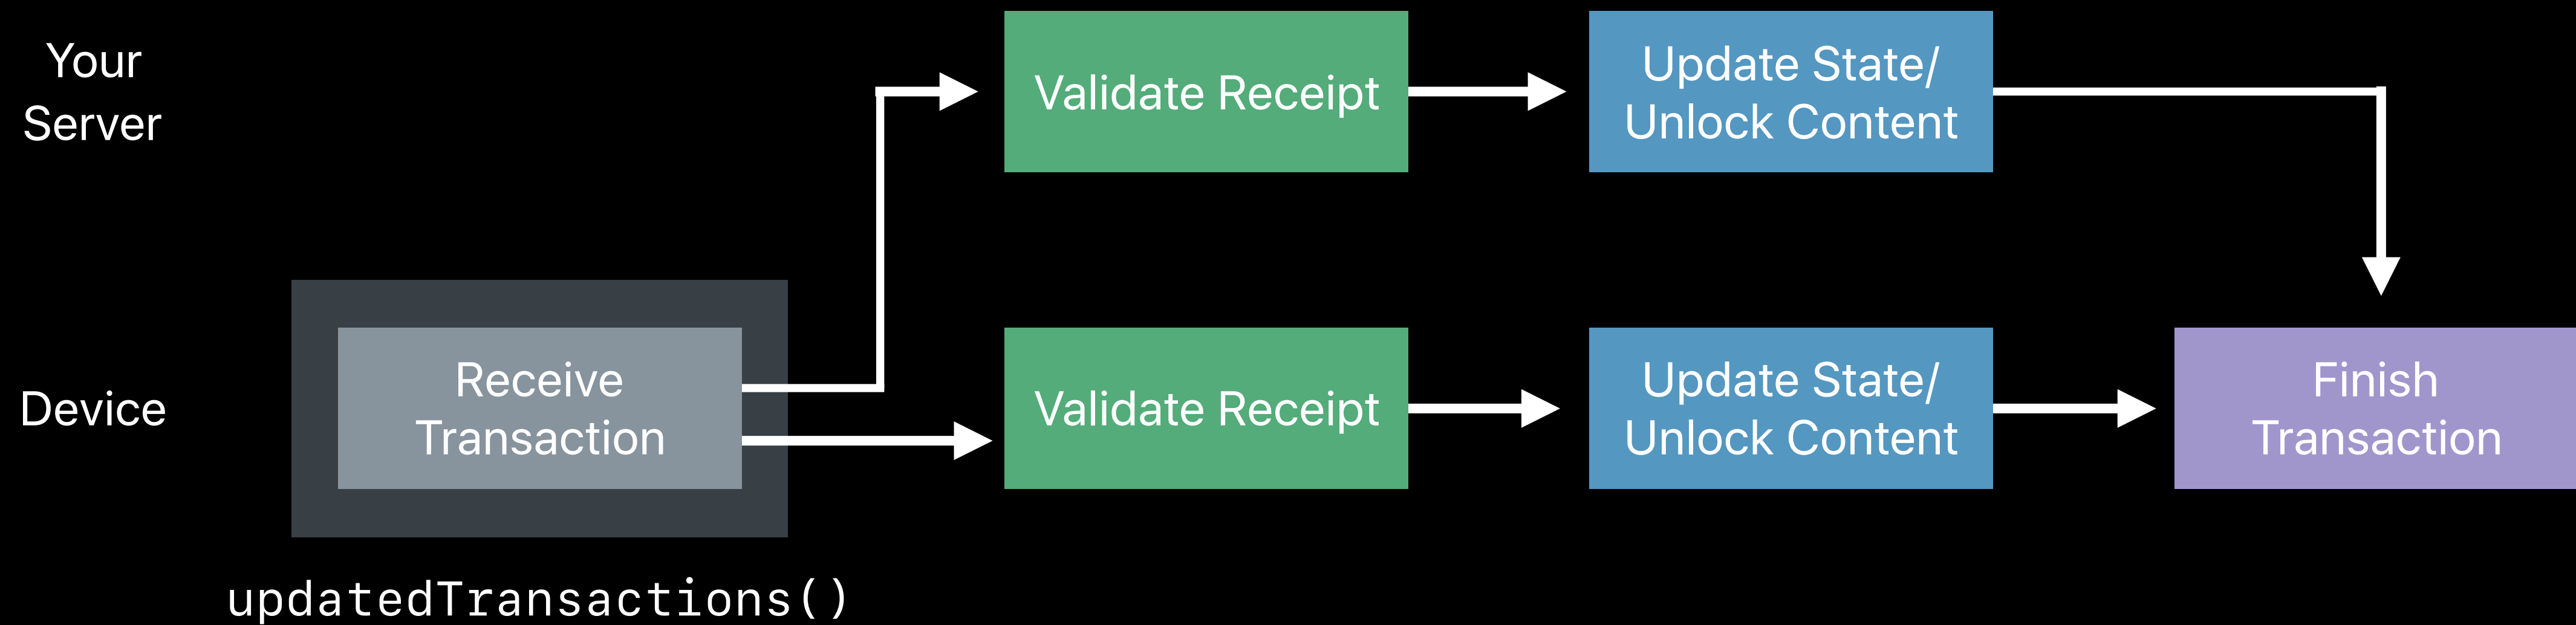 Your
Server
Validate Receipt
Update State/
Unlock Content
Device
Receive
Transaction
Validate Receipt
Update State/
Unlock Content
Finish
Transaction
updatedTransactions()